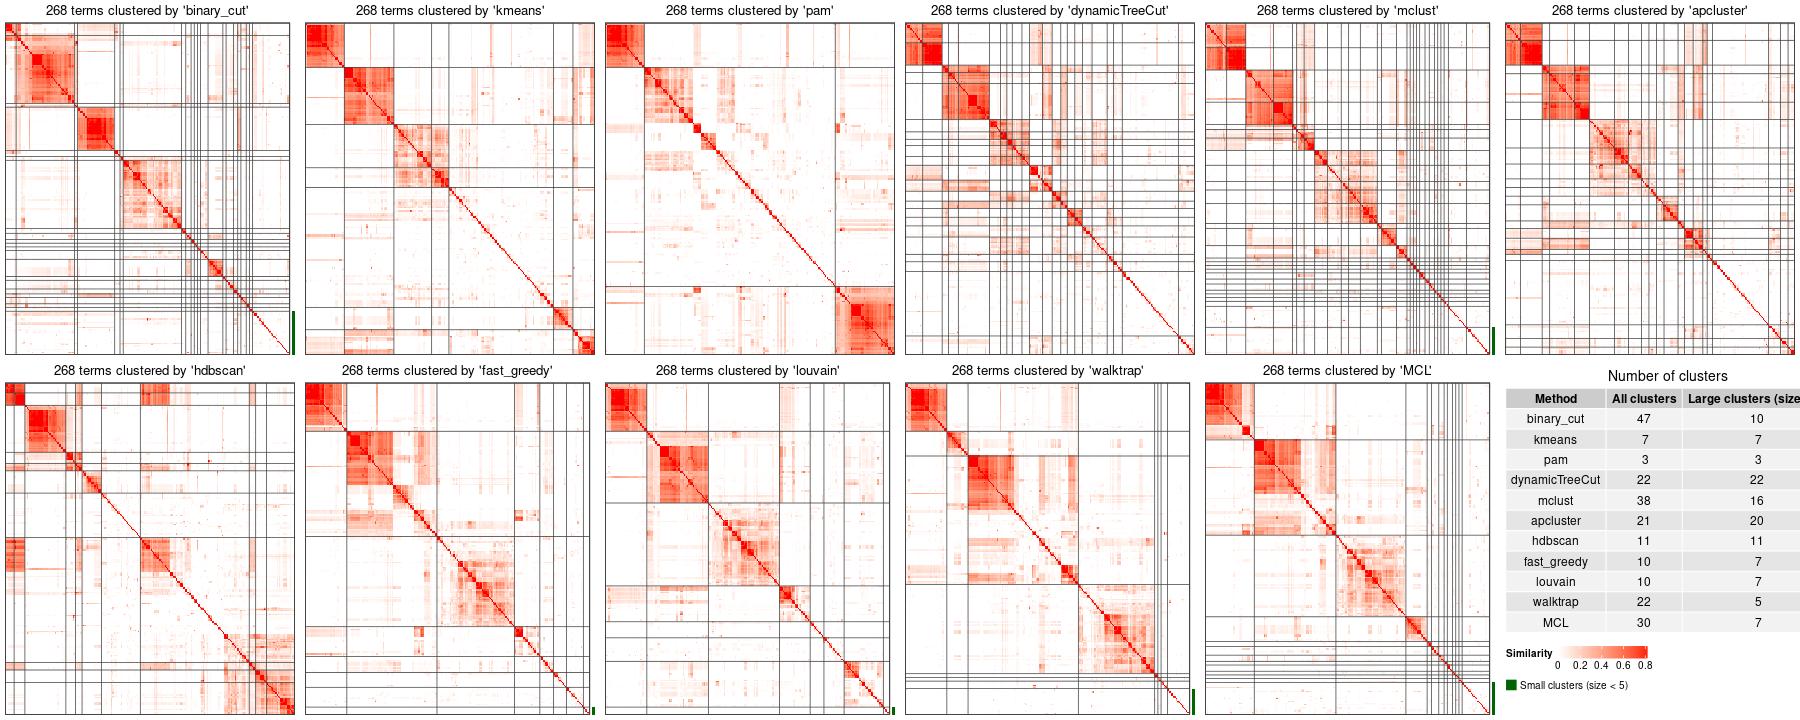 268 terms clustered by 'binary_cut'
268 terms clustered by 'kmeans'
268 terms clustered by 'pam'
268 terms clustered by 'dynamicTreeCut'
268 terms clustered by 'mclust'
268 terms clustered by 'apcluster'
268 terms clustered by 'hdbscan'
268 terms clustered by 'fast_greedy'
268 terms clustered by 'louvain'
268 terms clustered by 'walktrap'
268 terms clustered by 'MCL'
Number of clusters
Method All clusters Large clusters (size
binary_cut 47 10
kmeans 7 7
pam 3 3
dynamicTreeCut 22 22
mclust 38 16
apcluster 21 20
hdbscan 11 11
fast_greedy 10 7
louvain 10 7
walktrap 22 5
MCL 30 7
Similarity
0 0.2 0.4 0.6 0.8
Small clusters (size < 5)